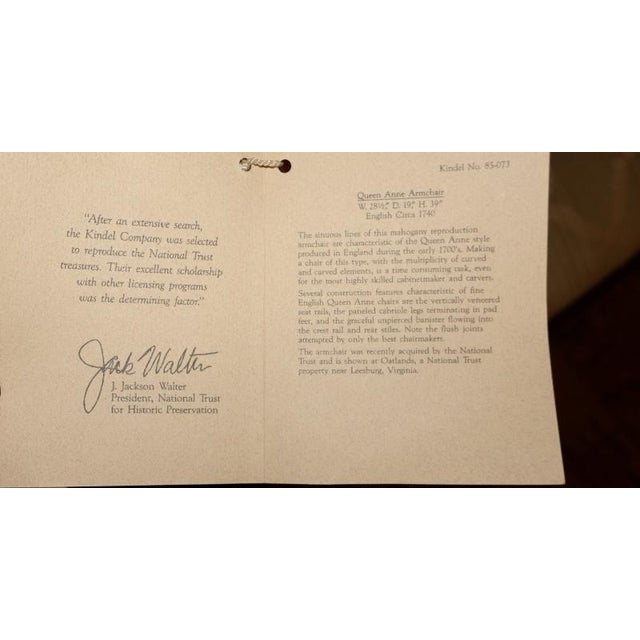 "After an extensive search,
the Kindel Company was selected
to reproduce the National Trust
treasures. Their excellent scholarship
with other licensing programs
was the determining factor."
Jack Walter
J. Jackson Walter
President, National Trust
for Historic Preservation
Kindel No. 85-073
Queen Anne Armchair
W. 28½," D. 19," H. 39"
English Circa 1740
The sinuous lines of this mahogany reproduction
armchair are characteristic of the Queen Anne style
produced in England during the early 1700's. Making
a chair of this type, with the multiplicity of curved
and carved elements, is a time consuming task, even
for the most highly skilled cabinetmaker and carvers.
Several construction features characteristic of fine
English Queen Anne chairs are the vertically veneered
seat rails, the paneled cabriole legs terminating in pad
feet, and the graceful unpierced banister flowing into
the crest rail and rear stiles. Note the flush joints
attempted by only the best chairmakers.
The armchair was recently acquired by the National
Trust and is shown at Oatlands, a National Trust
property near Leesburg, Virginia.